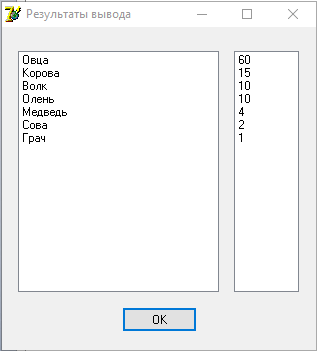 Результаты вывода
Овца 60
Корова 15
Волк 10
Олень 10
Медведь 4
Сова 2
Грач 1
OK